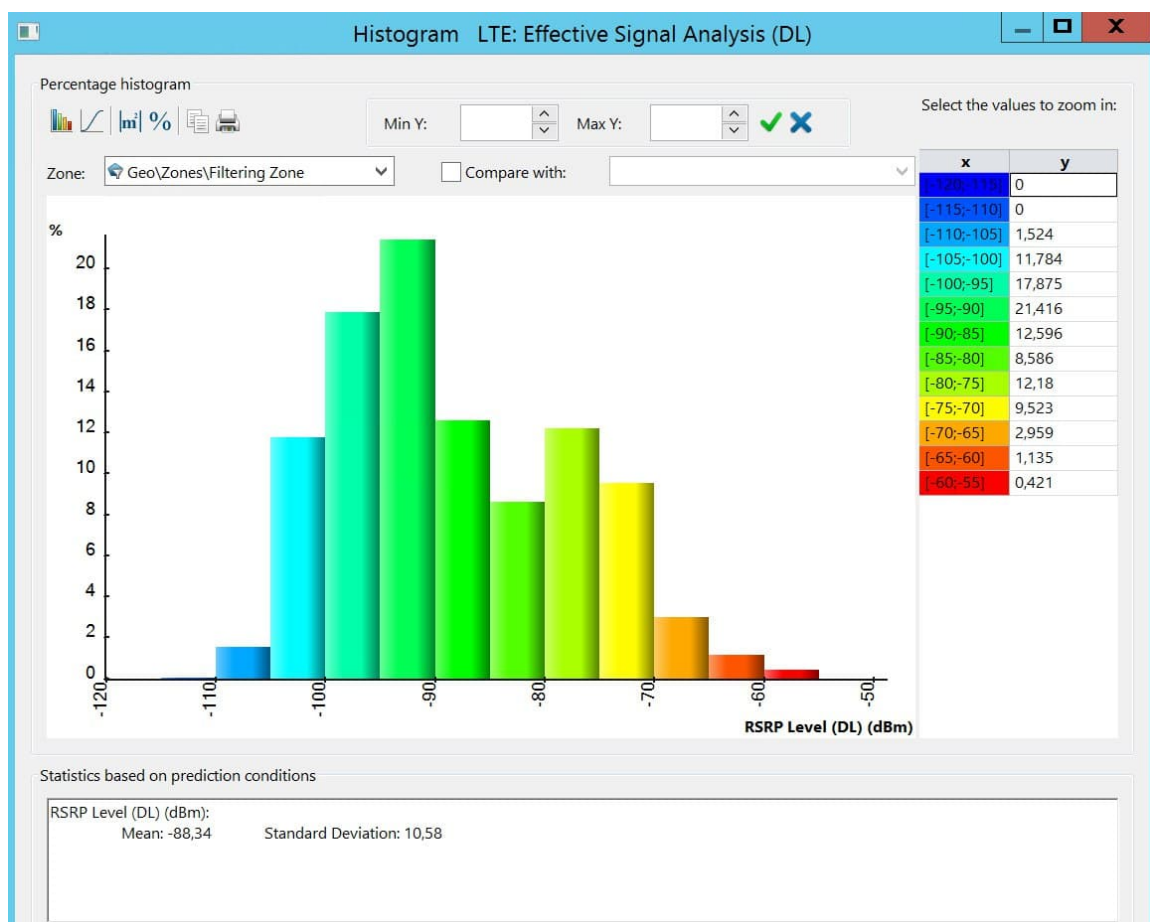 Histogram LTE: Effective Signal Analysis (DL)
Percentage histogram
|m²| %
Min Y:
Max Y:
Select the values to zoom in:
Zone: Geo\Zones\Filtering Zone
Compare with:
x y
[-120;-115] 0
[-115;-110] 0
[-110;-105] 1,524
[-105;-100] 11,784
[-100;-95] 17,875
[-95;-90] 21,416
[-90;-85] 12,596
[-85;-80] 8,586
[-80;-75] 12,18
[-75;-70] 9,523
[-70;-65] 2,959
[-65;-60] 1,135
[-60;-55] 0,421
%
20
18
16
14
12
10
8
6
4
2
0
-120 -110 -100 -90 -80 -70 -60 -50
RSRP Level (DL) (dBm)
Statistics based on prediction conditions
RSRP Level (DL) (dBm):
Mean: -88,34 Standard Deviation: 10,58